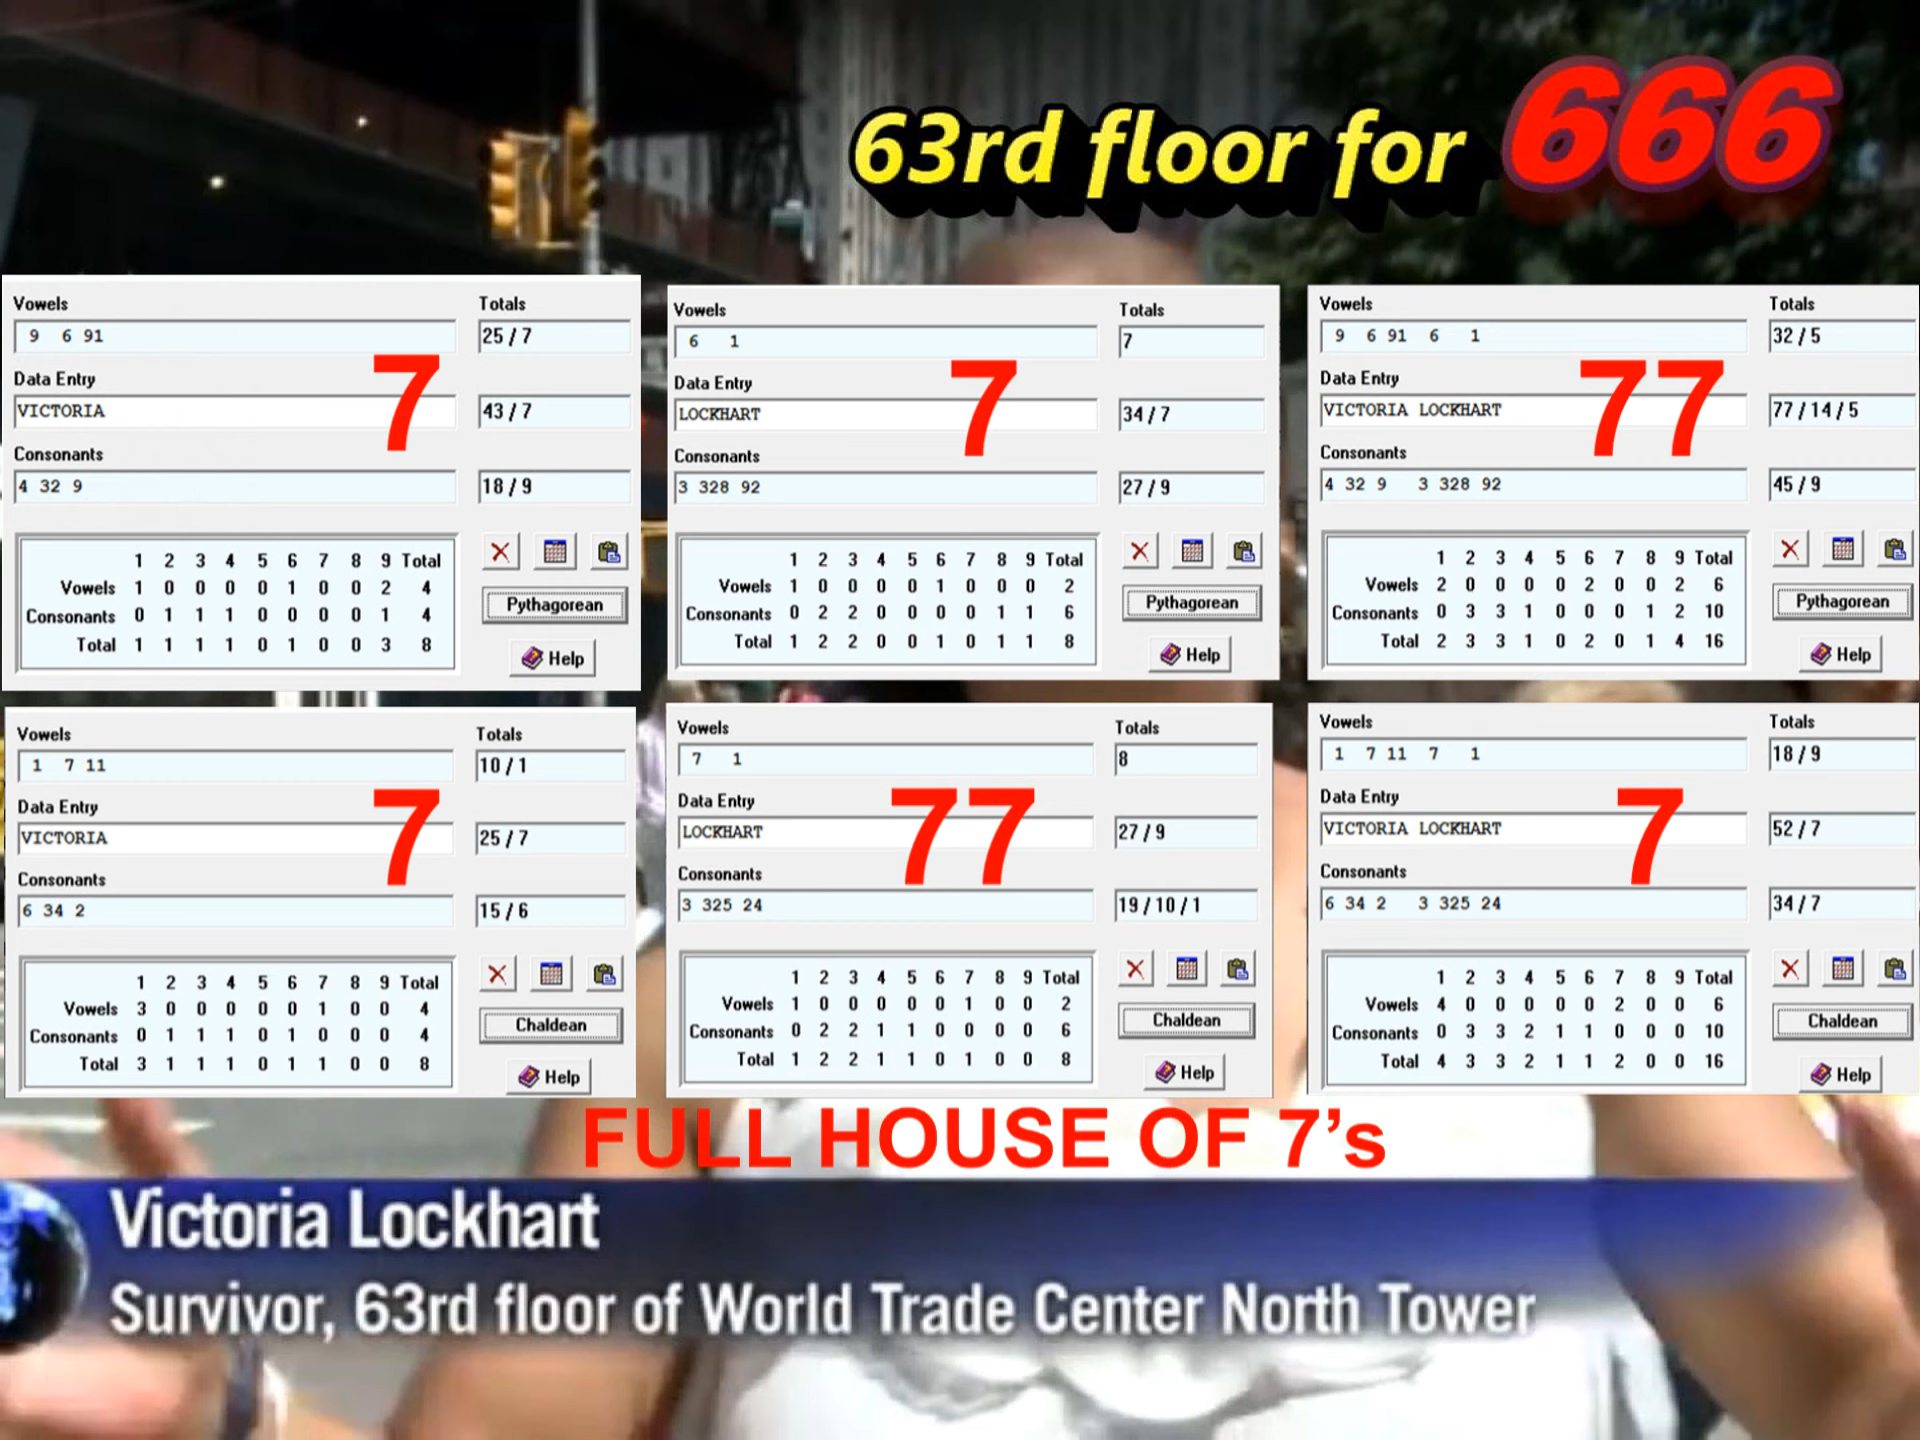 63rd floor for 666
Vowels Totals
9 6 91 25 / 7
Data Entry
VICTORIA 7 43 / 7
Consonants
4 32 9 18 / 9
1 2 3 4 5 6 7 8 9 Total
Vowels 1 0 0 0 0 1 0 0 2 4
Consonants 0 1 1 1 0 0 0 0 1 4
Total 1 1 1 1 0 1 0 0 3 8
Pythagorean
Help
Vowels Totals
6 1 7
Data Entry
LOCKHART 7 34 / 7
Consonants
3 328 92 27 / 9
1 2 3 4 5 6 7 8 9 Total
Vowels 1 0 0 0 0 1 0 0 0 2
Consonants 0 2 2 0 0 0 0 1 1 6
Total 1 2 2 0 0 1 0 1 1 8
Pythagorean
Help
Vowels Totals
9 6 91 6 1 32 / 5
Data Entry
VICTORIA LOCKHART 77 77 / 14 / 5
Consonants
4 32 9 3 328 92 45 / 9
1 2 3 4 5 6 7 8 9 Total
Vowels 2 0 0 0 0 2 0 0 2 6
Consonants 0 3 3 1 0 0 0 1 2 10
Total 2 3 3 1 0 2 0 1 4 16
Pythagorean
Help
Vowels Totals
1 7 11 10 / 1
Data Entry
VICTORIA 7 25 / 7
Consonants
6 34 2 15 / 6
1 2 3 4 5 6 7 8 9 Total
Vowels 3 0 0 0 0 0 1 0 0 4
Consonants 0 1 1 1 0 1 0 0 0 4
Total 3 1 1 1 0 1 1 0 0 8
Chaldean
Help
Vowels Totals
7 1 8
Data Entry
LOCKHART 77 27 / 9
Consonants
3 325 24 19 / 10 / 1
1 2 3 4 5 6 7 8 9 Total
Vowels 1 0 0 0 0 0 1 0 0 2
Consonants 0 2 2 1 1 0 0 0 0 6
Total 1 2 2 1 1 0 1 0 0 8
Chaldean
Help
Vowels Totals
1 7 11 7 1 18 / 9
Data Entry
VICTORIA LOCKHART 7 52 / 7
Consonants
6 34 2 3 325 24 34 / 7
1 2 3 4 5 6 7 8 9 Total
Vowels 4 0 0 0 0 0 2 0 0 6
Consonants 0 3 3 2 1 1 0 0 0 10
Total 4 3 3 2 1 1 2 0 0 16
Chaldean
Help
FULL HOUSE OF 7's
Victoria Lockhart
Survivor, 63rd floor of World Trade Center North Tower